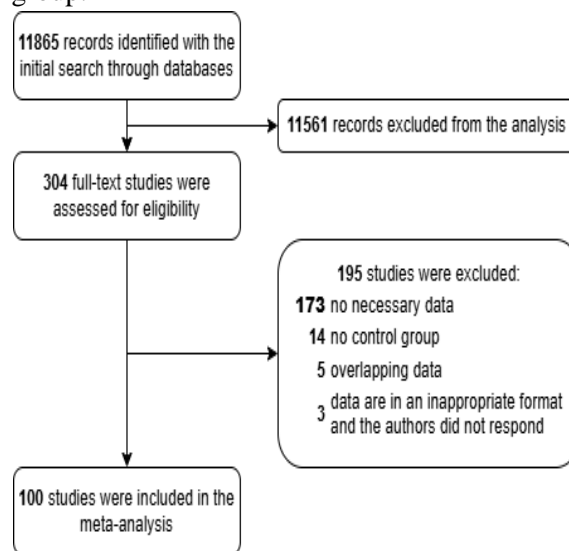 11865 records identified with the
initial search through databases
11561 records excluded from the analysis
304 full-text studies were
assessed for eligibility
195 studies were excluded:
173 no necessary data
14 no control group
5 overlapping data
3 data are in an inappropriate format
and the authors did not respond
100 studies were included in the
meta-analysis